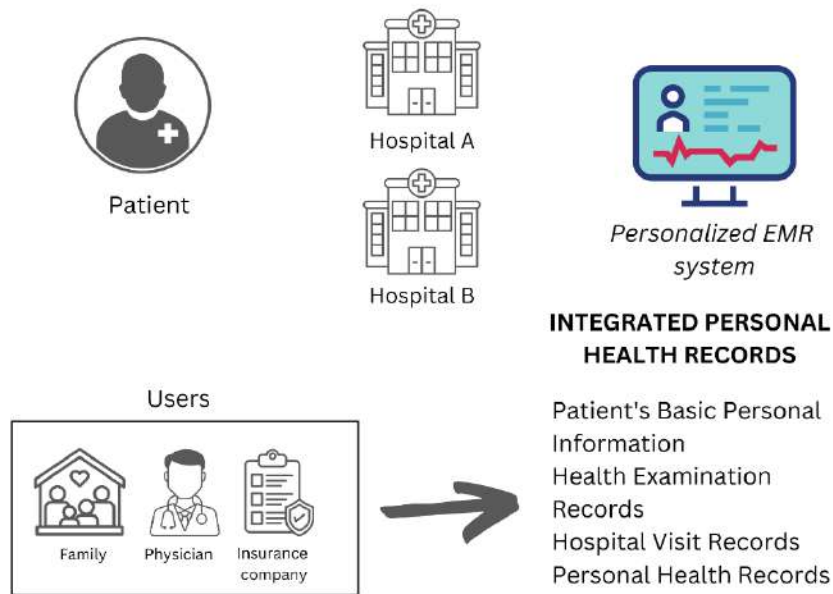 Patient
Hospital A
Hospital B
Personalized EMR
system
INTEGRATED PERSONAL
HEALTH RECORDS
Patient's Basic Personal
Information
Health Examination
Records
Hospital Visit Records
Personal Health Records
Users
Family
Physician
Insurance
company